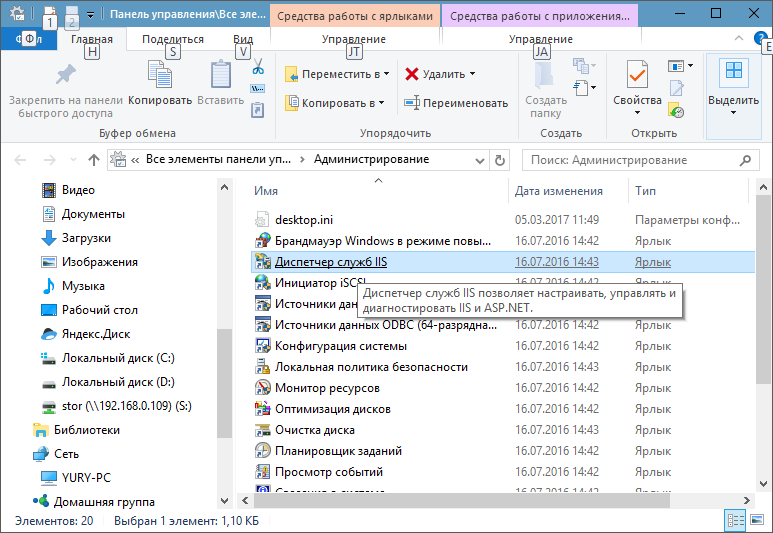 Панель управления\Все эле...
Средства работы с ярлыками
Средства работы с приложения...
1
2
Главная
Поделиться
Вид
Управление
Управление
Ф
H
S
V
JT
JA
E
Закрепить на панели
быстрого доступа
Копировать
Вставить
Переместить в
Копировать в
Удалить
Переименовать
Создать
папку
Свойства
Выделить
Буфер обмена
Упорядочить
Создать
Открыть
« Все элементы панели уп... > Администрирование
Поиск: Администрирование
Видео
Документы
Загрузки
Изображения
Музыка
Рабочий стол
Яндекс.Диск
Локальный диск (C:)
Локальный диск (D:)
stor (\\192.168.0.109) (S:)
Библиотеки
Сеть
YURY-PC
Домашняя группа
Имя Дата изменения Тип
desktop.ini 05.03.2017 11:49 Параметры конф...
Брандмауэр Windows в режиме повы... 16.07.2016 14:42 Ярлык
Диспетчер служб IIS 16.07.2016 14:43 Ярлык
Инициатор iSCSI 16.07.2016 14:42 Ярлык
Диспетчер служб IIS позволяет настраивать, управлять и
диагностировать IIS и ASP.NET.
Источники дан
Источники данных ODBC (64-разрядна... 16.07.2016 14:42 Ярлык
Конфигурация системы 16.07.2016 14:42 Ярлык
Локальная политика безопасности 16.07.2016 14:43 Ярлык
Монитор ресурсов 16.07.2016 14:42 Ярлык
Оптимизация дисков 16.07.2016 14:42 Ярлык
Очистка диска 16.07.2016 14:43 Ярлык
Планировщик заданий 16.07.2016 14:42 Ярлык
Просмотр событий 16.07.2016 14:42 Ярлык
Элементов: 20 Выбран 1 элемент: 1,10 КБ